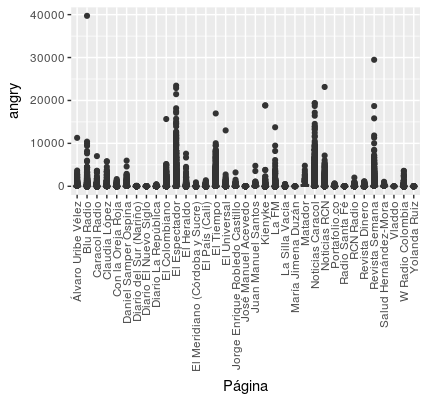 angry
40000
30000
20000
10000
0
Álvaro Uribe Vélez
Blu Radio
Caracol Radio
Claudia López
Con la Oreja Roja
Daniel Samper Ospina
Diario del Sur (Nariño)
Diario El Nuevo Siglo
Diario La República
El Colombiano
El Espectador
El Heraldo
El Meridiano (Córdoba y Sucre)
El País (Cali)
El Tiempo
El Universal
Jorge Enrique Robledo Castillo
José Manuel Acevedo
Juan Manuel Santos
Kienyke
La FM
La Silla Vacía
María Jimena Duzán
Matador
Noticias Caracol
Noticias RCN
Portafolio.co
Radio Santa Fe
RCN Radio
Revista Dinero
Revista Semana
Salud Hernández-Mora
Vladdo
W Radio Colombia
Yolanda Ruiz
Página